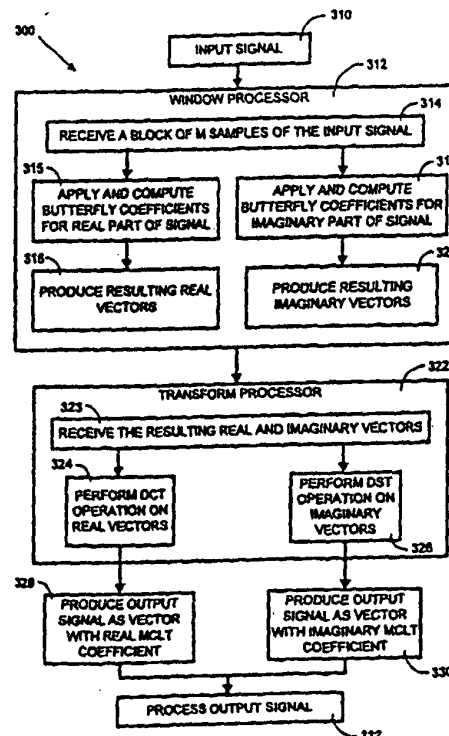 300
310
INPUT SIGNAL
312
WINDOW PROCESSOR
314
RECEIVE A BLOCK OF M SAMPLES OF THE INPUT SIGNAL
315
APPLY AND COMPUTE
BUTTERFLY COEFFICIENTS
FOR REAL PART OF SIGNAL
APPLY AND COMPUTE
BUTTERFLY COEFFICIENTS FOR
IMAGINARY PART OF SIGNAL
PRODUCE RESULTING REAL
VECTORS
PRODUCE RESULTING
IMAGINARY VECTORS
322
TRANSFORM PROCESSOR
323
RECEIVE THE RESULTING REAL AND IMAGINARY VECTORS
324
PERFORM DCT
OPERATION ON
REAL VECTORS
PERFORM DST
OPERATION ON
IMAGINARY
VECTORS
326
328
PRODUCE OUTPUT
SIGNAL AS VECTOR
WITH REAL MCLT
COEFFICIENT
PRODUCE OUTPUT
SIGNAL AS VECTOR
WITH IMAGINARY MCLT
COEFFICIENT
330
PROCESS OUTPUT SIGNAL